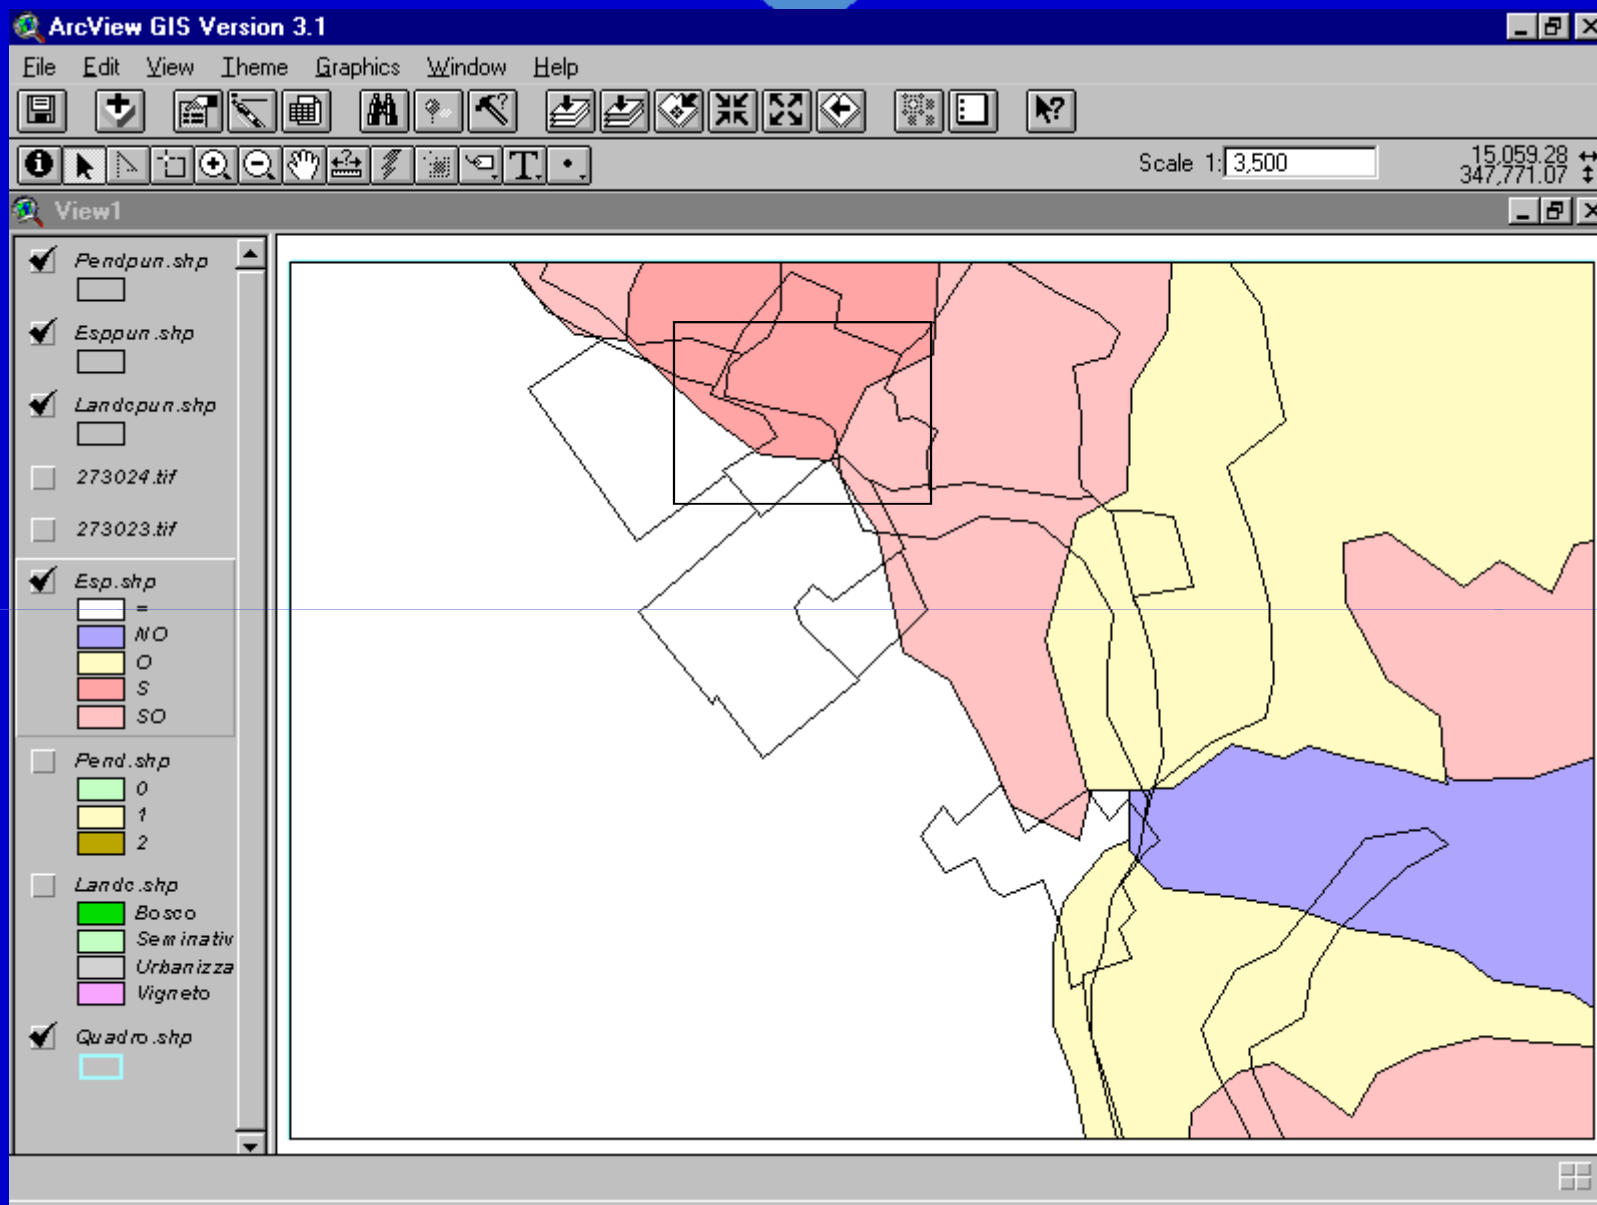 ArcView GIS Version 3.1
File Edit View Theme Graphics Window Help
Scale 1: 3,500
15,059.28
347,771.07
View1
Pendpun.shp
Esppun.shp
Landcpun.shp
273024.tif
273023.tif
Esp.shp
=
NO
O
S
SO
Pend.shp
0
1
2
Landc.shp
Bosco
Seminativ
Urbanizza
Vigneto
Quadro.shp